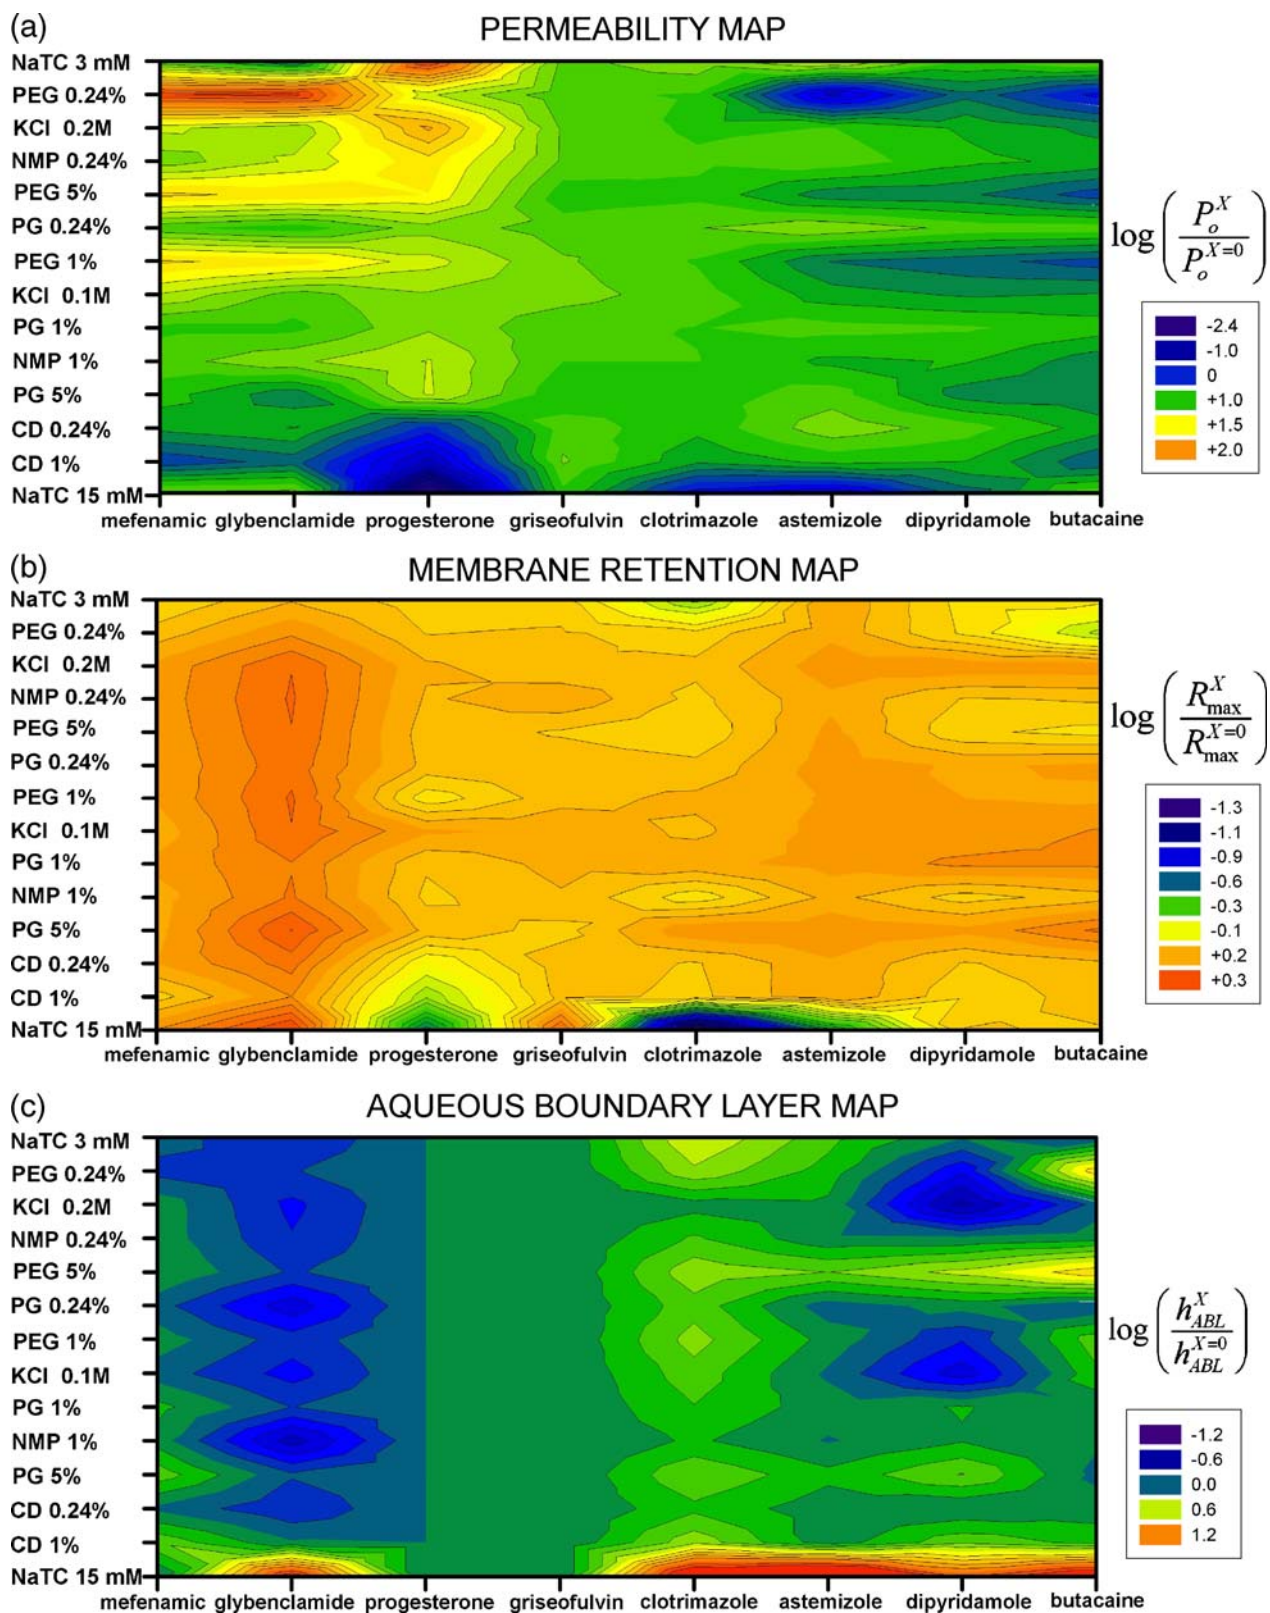 (a)
PERMEABILITY MAP
NaTC 3 mM
PEG 0.24%
KCl 0.2M
NMP 0.24%
PEG 5%
PG 0.24%
PEG 1%
KCl 0.1M
PG 1%
NMP 1%
PG 5%
CD 0.24%
CD 1%
NaTC 15 mM
mefenamic glybenclamide progesterone griseofulvin clotrimazole astemizole dipyridamole butacaine
log ( P_o^X / P_o^{X=0} )
-2.4
-1.0
0
+1.0
+1.5
+2.0
(b)
MEMBRANE RETENTION MAP
NaTC 3 mM
PEG 0.24%
KCl 0.2M
NMP 0.24%
PEG 5%
PG 0.24%
PEG 1%
KCl 0.1M
PG 1%
NMP 1%
PG 5%
CD 0.24%
CD 1%
NaTC 15 mM
mefenamic glybenclamide progesterone griseofulvin clotrimazole astemizole dipyridamole butacaine
log ( R_max^X / R_max^{X=0} )
-1.3
-1.1
-0.9
-0.6
-0.3
-0.1
+0.2
+0.3
(c)
AQUEOUS BOUNDARY LAYER MAP
NaTC 3 mM
PEG 0.24%
KCl 0.2M
NMP 0.24%
PEG 5%
PG 0.24%
PEG 1%
KCl 0.1M
PG 1%
NMP 1%
PG 5%
CD 0.24%
CD 1%
NaTC 15 mM
mefenamic glybenclamide progesterone griseofulvin clotrimazole astemizole dipyridamole butacaine
log ( h_ABL^X / h_ABL^{X=0} )
-1.2
-0.6
0.0
0.6
1.2